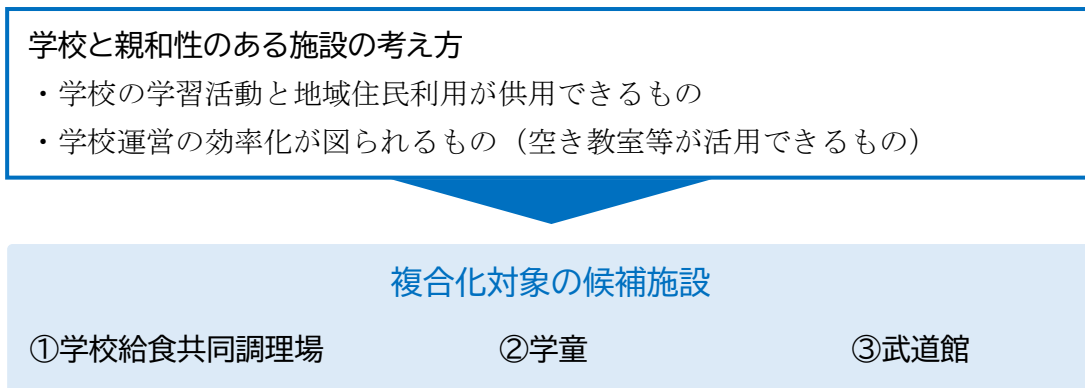 学校と親和性のある施設の考え方
・学校の学習活動と地域住民利用が供用できるもの
・学校運営の効率化が図られるもの（空き教室等が活用できるもの）
複合化対象の候補施設
①学校給食共同調理場 ②学童 ③武道館